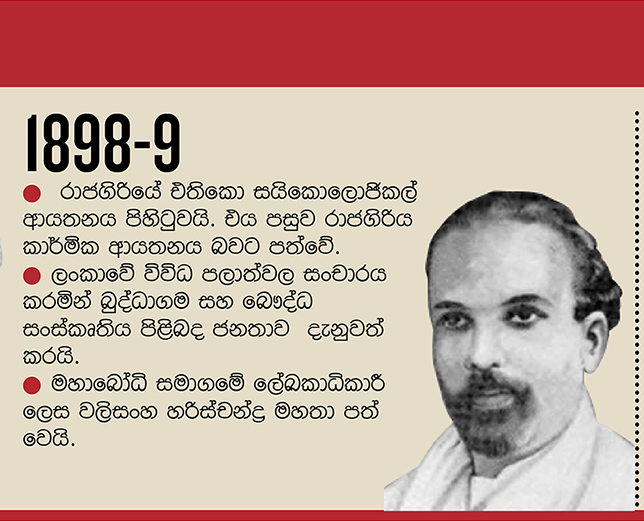 1898-9
● රාජගිරියේ එතිකො සයිකොලොජිකල්
ආයතනය පිහිටුවයි. එය පසුව රාජගිරිය
කාර්මික ආයතනය බවට පත්වේ.
● ලංකාවේ විවිධ පලාත්වල සංචාරය
කරමින් බුද්ධාගම සහ බෞද්ධ
සංස්කෘතිය පිළිබද ජනතාව දැනුවත්
කරයි.
● මහාබෝධි සමාගමේ ලේඛකාධිකාරී
ලෙස වලිසිංහ හරිස්චන්ද්‍ර මහතා පත්
වෙයි.